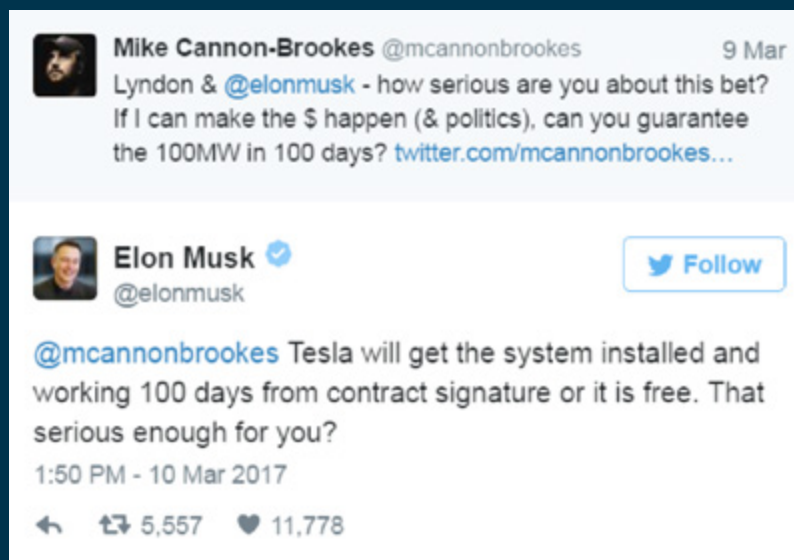 Mike Cannon-Brookes @mcannonbrookes 9 Mar
Lyndon & @elonmusk - how serious are you about this bet?
If I can make the $ happen (& politics), can you guarantee
the 100MW in 100 days? twitter.com/mcannonbrookes...
Elon Musk
Follow
@elonmusk
@mcannonbrookes Tesla will get the system installed and
working 100 days from contract signature or it is free. That
serious enough for you?
1:50 PM - 10 Mar 2017
5,557 11,778